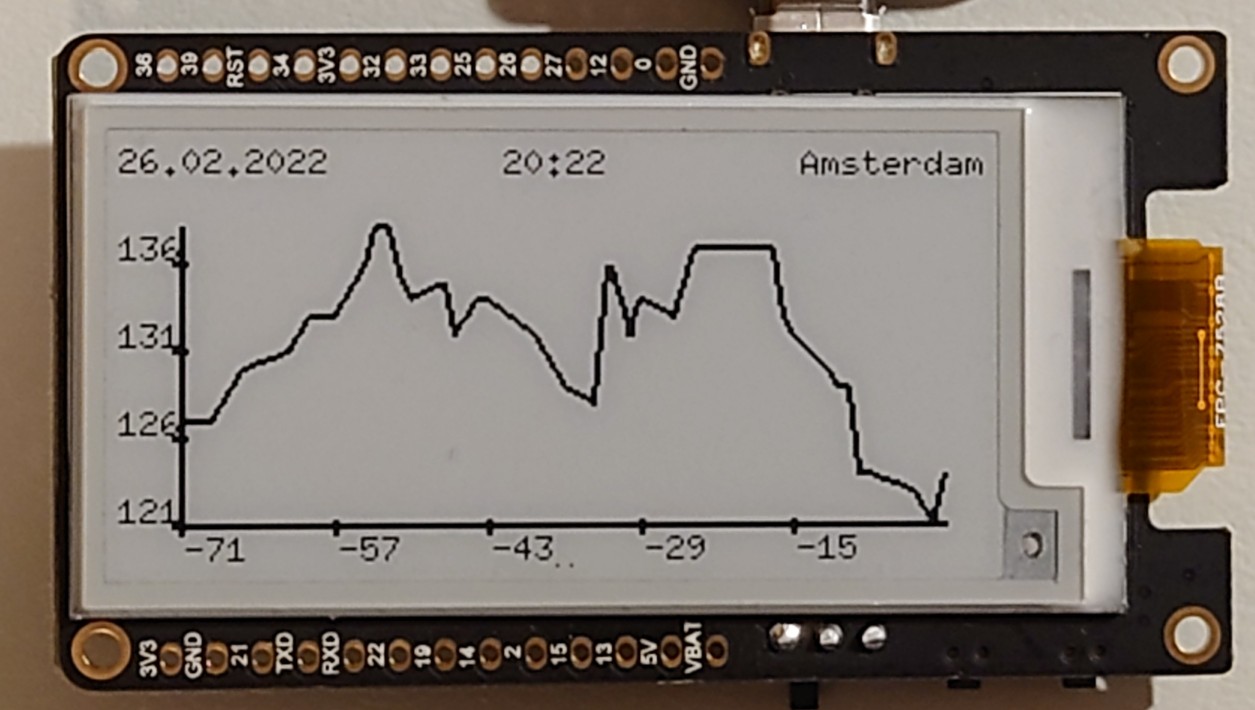 36 39 RST 34 3V3 32 33 25 26 27 12 0 GND
26.02.2022 20:22 Amsterdam
136
131
126
121
-71 -57 -43 -29 -15
3V3 GND 21 TXD RXD 22 19 14 2 15 13 5V VBAT